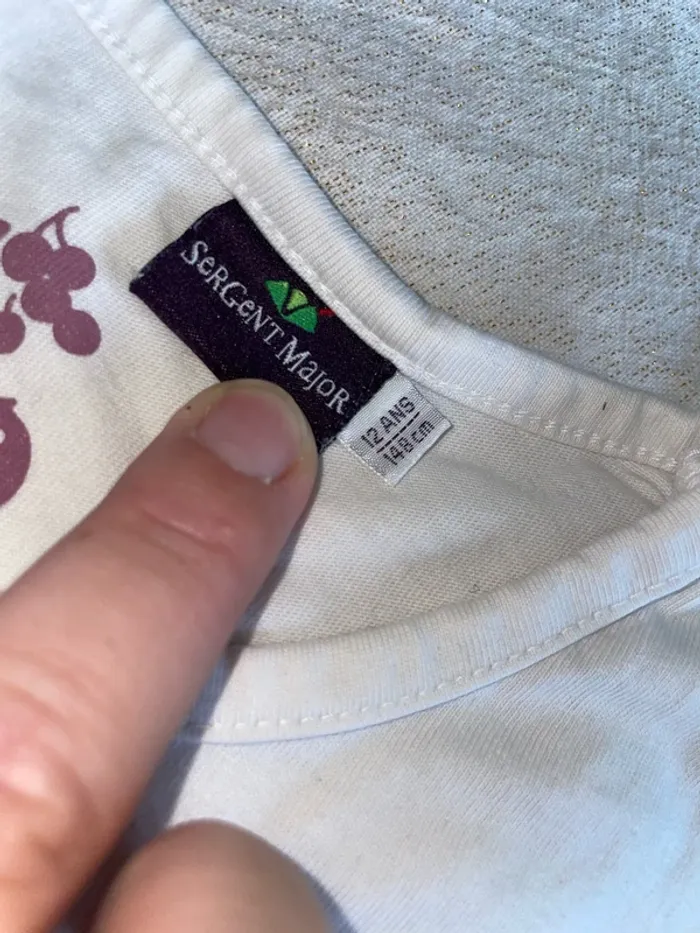 SeRGeNT MajoR
12 ANS
148 cm